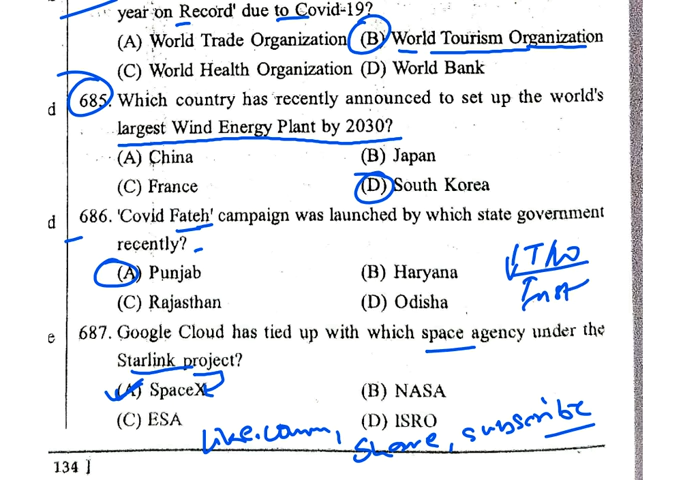 year on Record' due to Covid-19?
(A) World Trade Organization (B) World Tourism Organization
(C) World Health Organization (D) World Bank
d 685. Which country has recently announced to set up the world's
largest Wind Energy Plant by 2030?
(A) China (B) Japan
(C) France (D) South Korea
d 686. 'Covid Fateh' campaign was launched by which state government
recently?
(A) Punjab (B) Haryana
(C) Rajasthan (D) Odisha
e 687. Google Cloud has tied up with which space agency under the
Starlink project?
(A) SpaceX (B) NASA
(C) ESA (D) ISRO
Like, Comm, Share, subscribe
134 ]